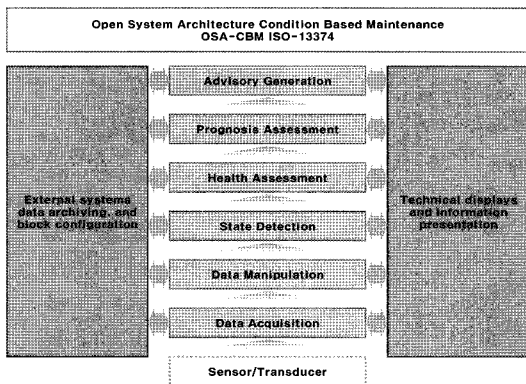 Open System Architecture Condition Based Maintenance
OSA-CBM ISO-13374
Advisory Generation
Prognosis Assessment
Health Assessment
External systems
data archiving, and
block configuration
State Detection
Technical displays
and information
presentation
Data Manipulation
Data Acquisition
Sensor/Transducer